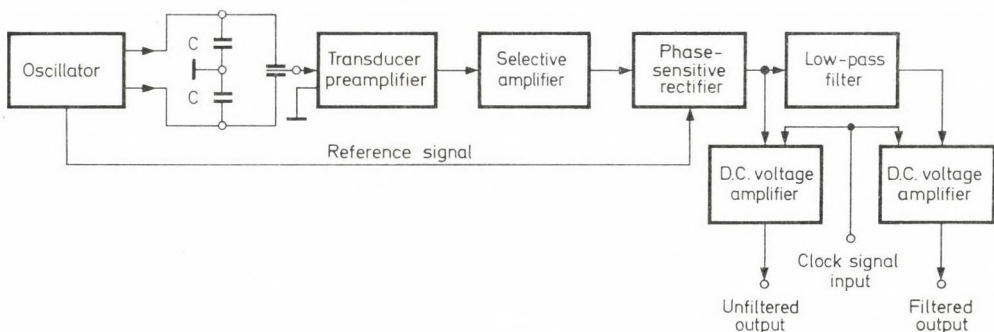 Oscillator
C
C
Transducer
preamplifier
Selective
amplifier
Phase-
sensitive
rectifier
Low-pass
filter
Reference signal
D.C. voltage
amplifier
D.C. voltage
amplifier
Clock signal
input
Unfiltered
output
Filtered
output